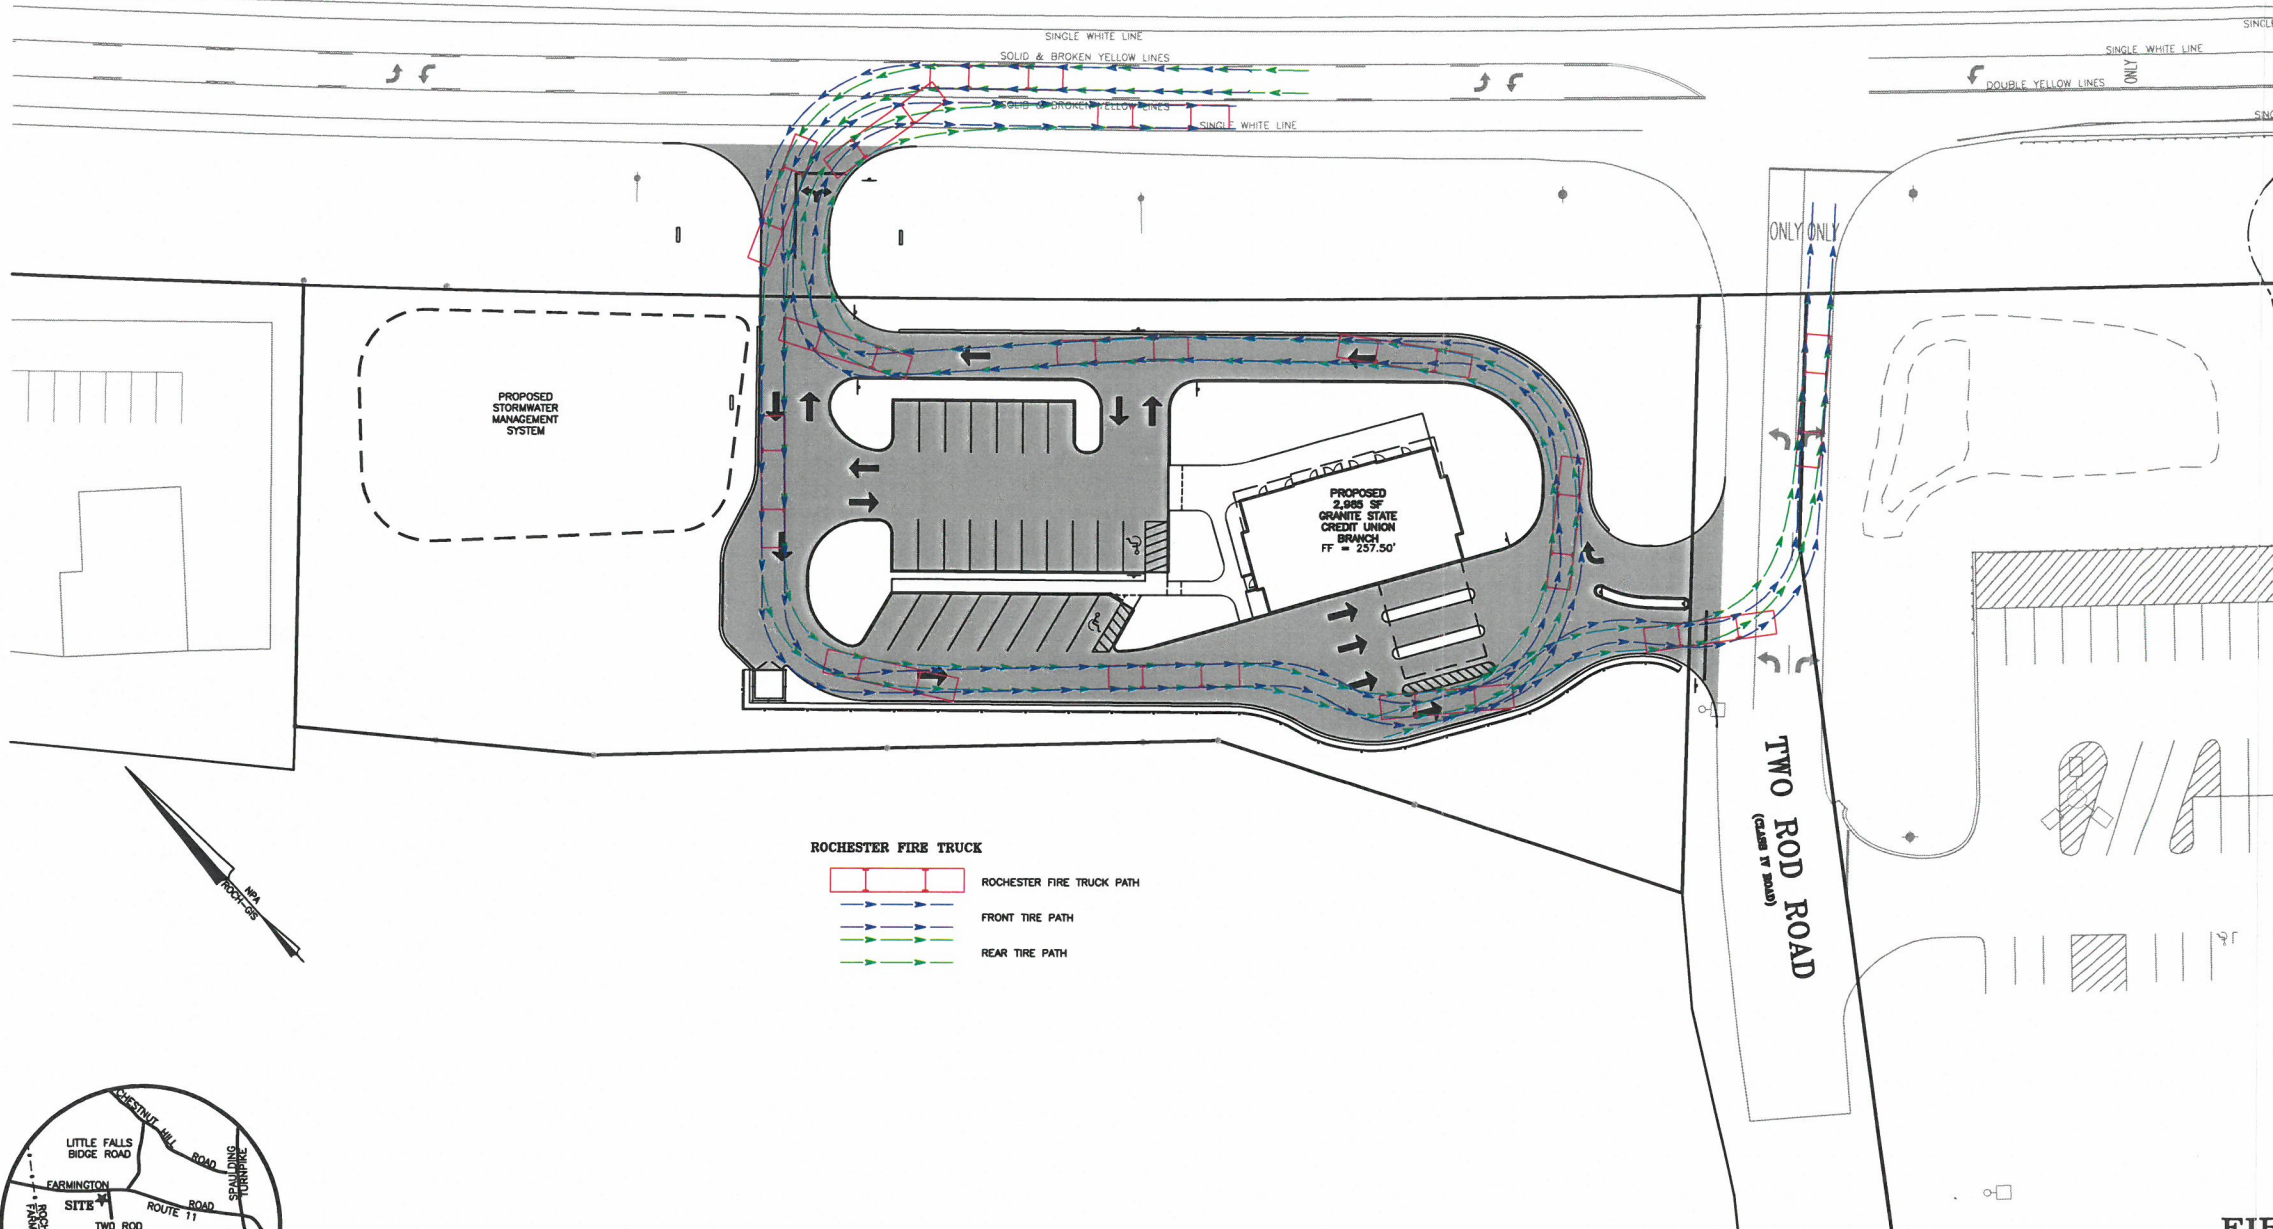 SINGLE WHITE LINE
SOLID & BROKEN YELLOW LINES
SOLID & BROKEN YELLOW LINES
SINGLE WHITE LINE
SINGLE WHITE LINE
ONLY
DOUBLE YELLOW LINES
ONLY ONLY
PROPOSED
STORMWATER
MANAGEMENT
SYSTEM
PROPOSED
2,985 SF
GRANITE STATE
CREDIT UNION
BRANCH
FF = 257.50'
TWO ROD ROAD
(CLASS IV ROAD)
NPA
ROCH-GIS
ROCHESTER FIRE TRUCK
ROCHESTER FIRE TRUCK PATH
FRONT TIRE PATH
REAR TIRE PATH
CHESTNUT HILL ROAD
LITTLE FALLS
BIDGE ROAD
SPAULDING
TURNPIKE
FARMINGTON
ROAD
SITE
ROUTE 11
TWO ROD